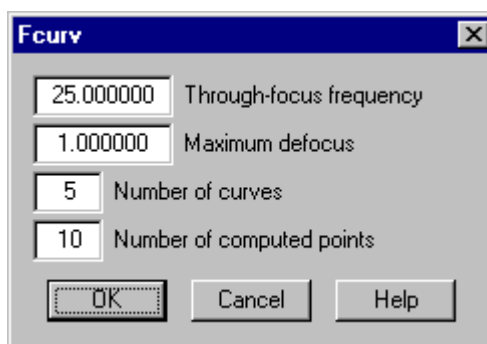 Fcurv
25.000000 Through-focus frequency
1.000000 Maximum defocus
5 Number of curves
10 Number of computed points
OK Cancel Help